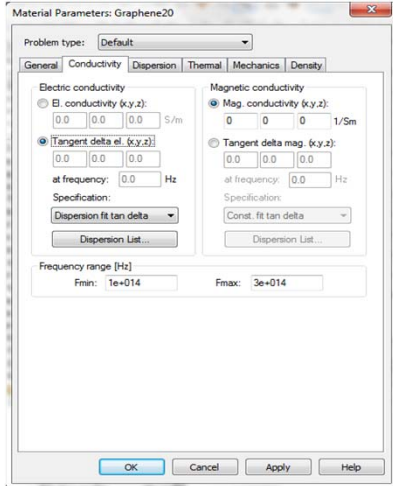 Material Parameters: Graphene20
Problem type: Default
General Conductivity Dispersion Thermal Mechanics Density
Electric conductivity
El. conductivity (x,y,z):
0.0 0.0 0.0 S/m
Tangent delta el. (x,y,z):
0.0 0.0 0.0
at frequency: 0.0 Hz
Specification:
Dispersion fit tan delta
Dispersion List...
Magnetic conductivity
Mag. conductivity (x,y,z):
0 0 0 1/Sm
Tangent delta mag. (x,y,z):
0.0 0.0 0.0
at frequency: 0.0 Hz
Specification:
Const. fit tan delta
Dispersion List...
Frequency range [Hz]
Fmin: 1e+014 Fmax: 3e+014
OK Cancel Apply Help